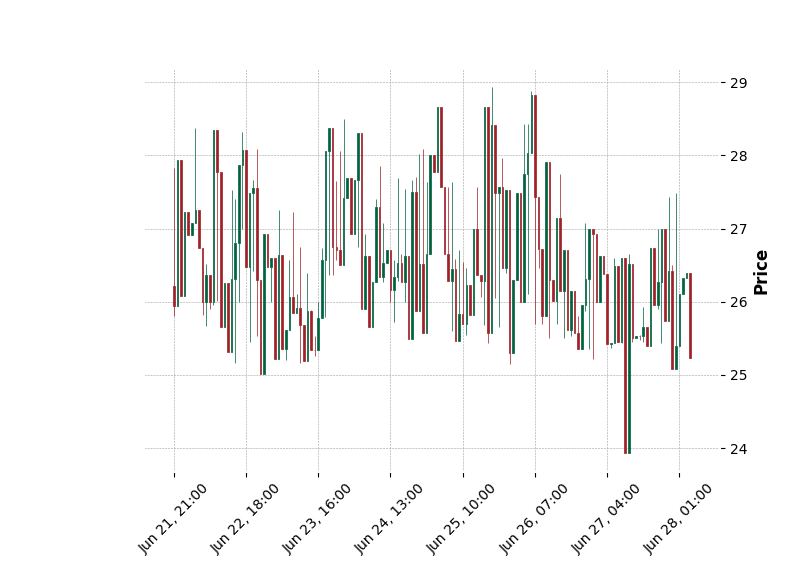 29
28
27
26
25
24
Price
Jun 21, 21:00
Jun 22, 18:00
Jun 23, 16:00
Jun 24, 13:00
Jun 25, 10:00
Jun 26, 07:00
Jun 27, 04:00
Jun 28, 01:00